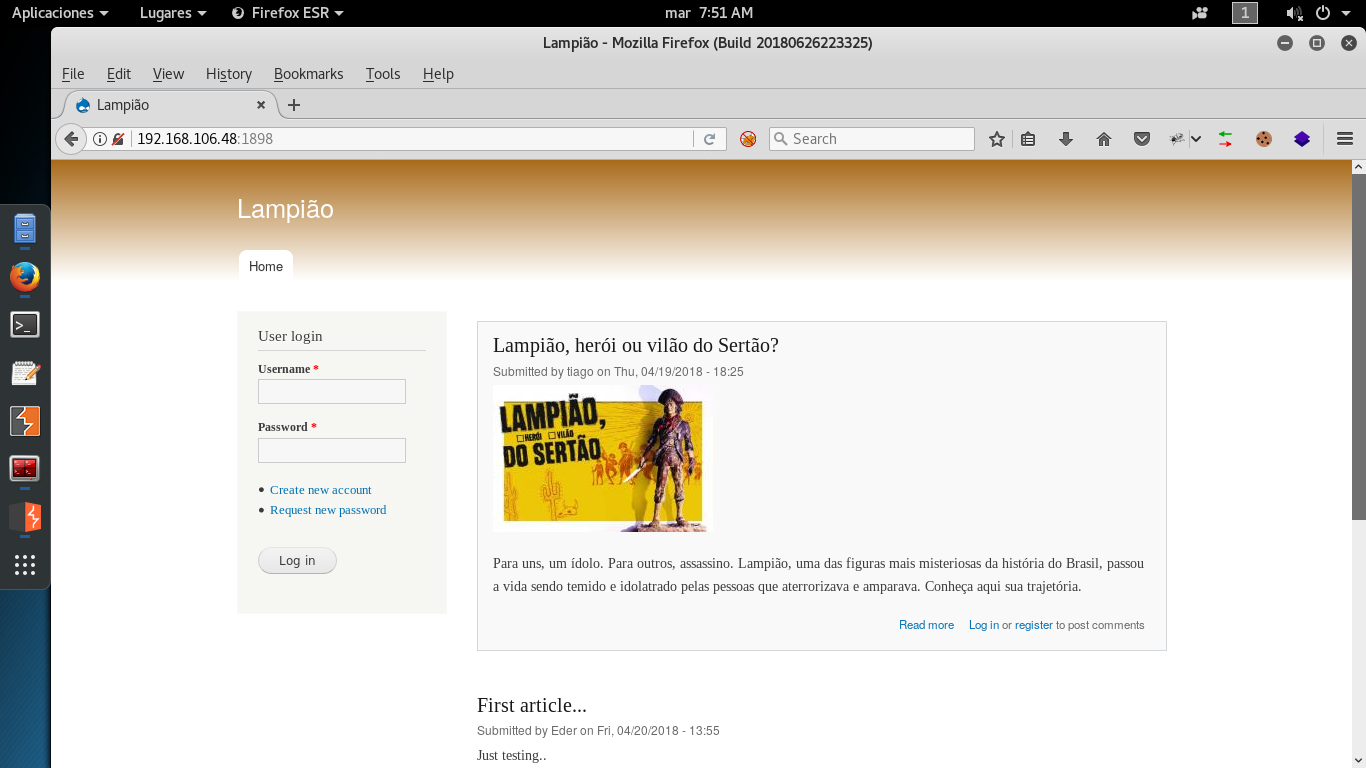 Aplicaciones Lugares Firefox ESR mar 7:51 AM 1
Lampião - Mozilla Firefox (Build 20180626223325)
File Edit View History Bookmarks Tools Help
Lampião
192.168.106.48:1898 Search
Lampião
Home
User login
Username *
Password *
Create new account
Request new password
Log in
Lampião, herói ou vilão do Sertão?
Submitted by tiago on Thu, 04/19/2018 - 18:25
LAMPIÃO,
HERÓI VILÃO
DO SERTÃO
Para uns, um ídolo. Para outros, assassino. Lampião, uma das figuras mais misteriosas da história do Brasil, passou
a vida sendo temido e idolatrado pelas pessoas que aterrorizava e amparava. Conheça aqui sua trajetória.
Read more Log in or register to post comments
First article...
Submitted by Eder on Fri, 04/20/2018 - 13:55
Just testing..